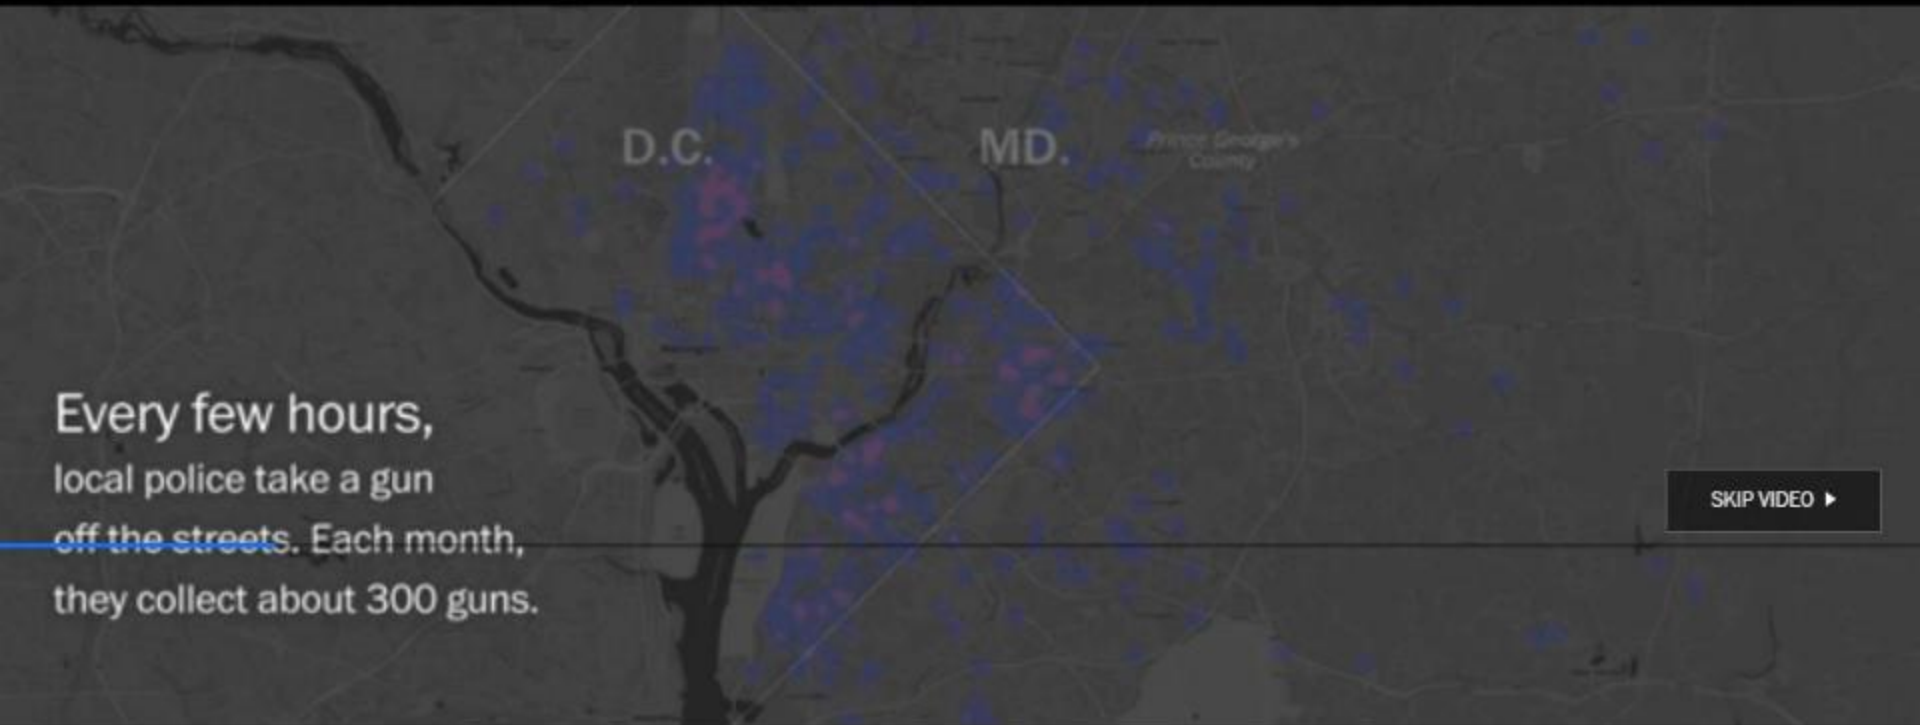 D.C.
MD.
Prince George's
County
Every few hours,
local police take a gun
off the streets. Each month,
they collect about 300 guns.
SKIP VIDEO